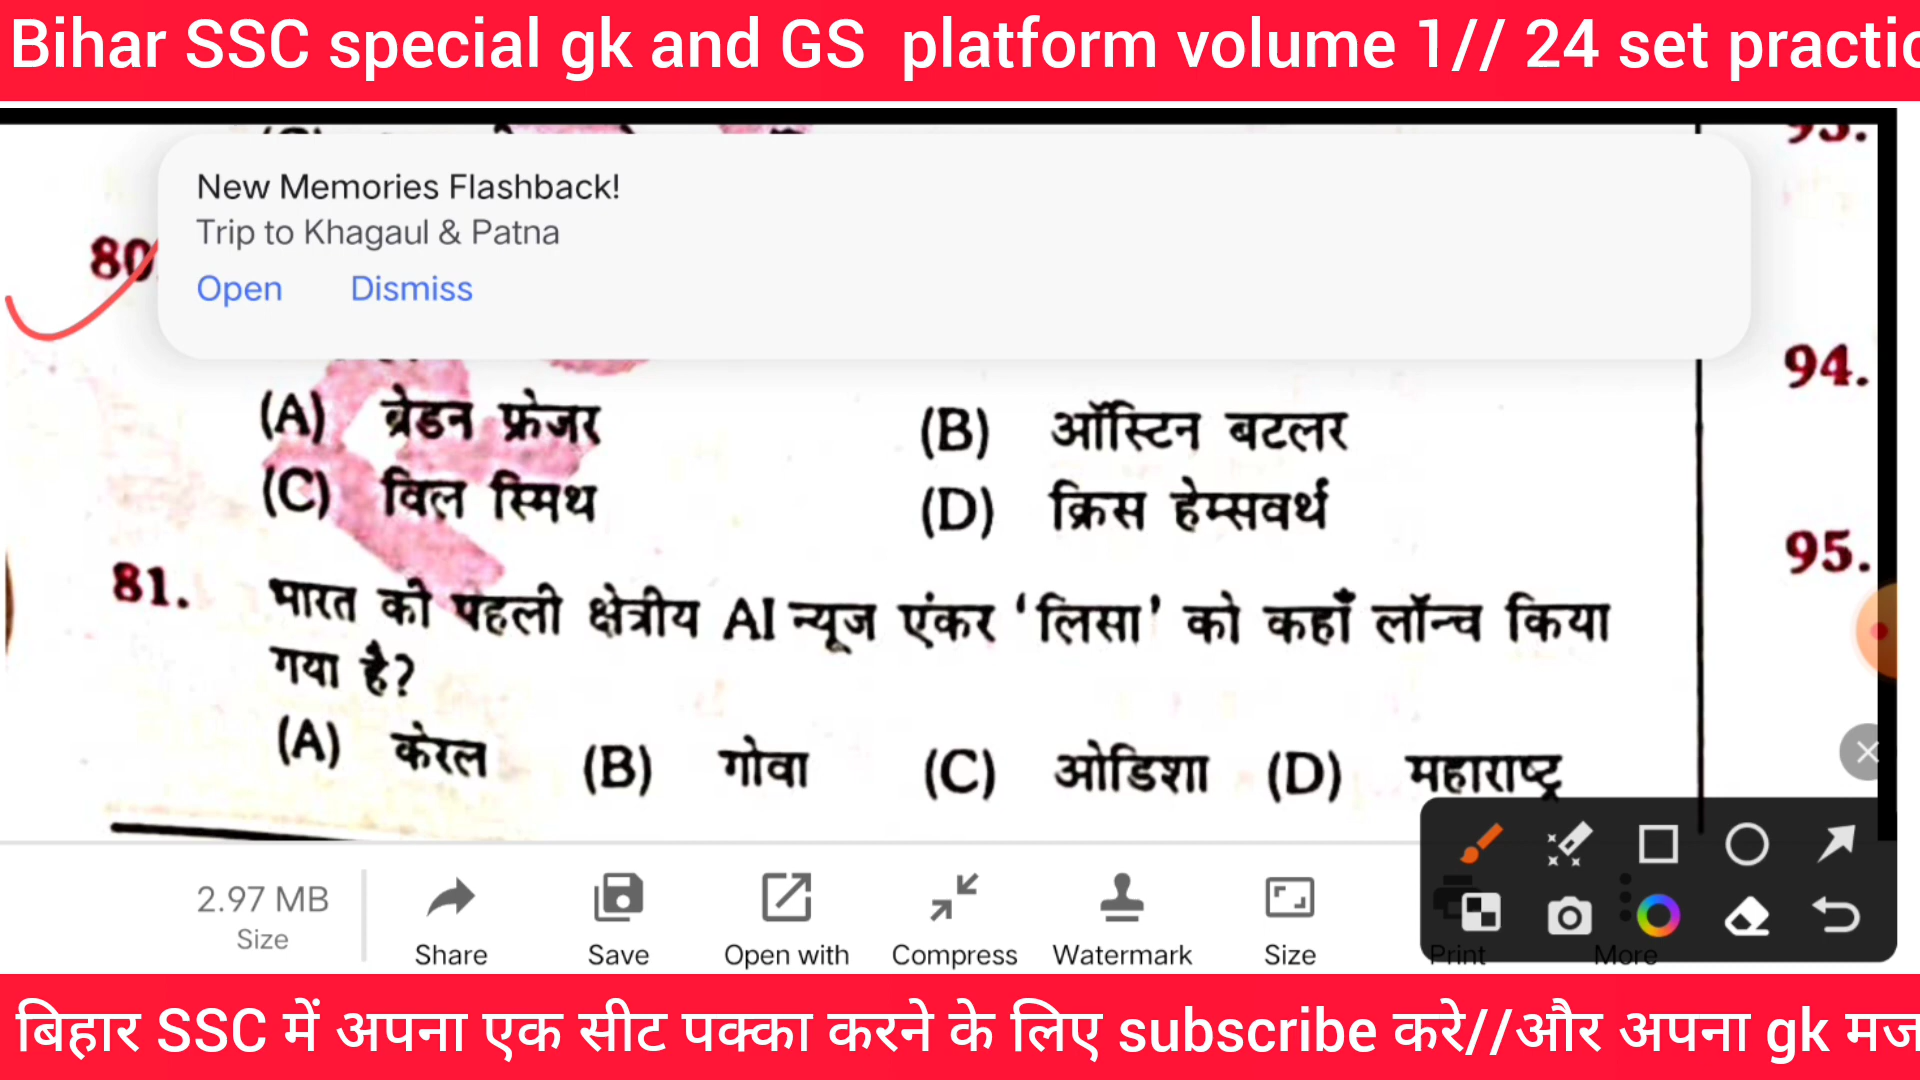 Bihar SSC special gk and GS platform volume 1// 24 set practic
93.
New Memories Flashback!
Trip to Khagaul & Patna
Open Dismiss
80
94.
(A) ब्रेडन फ्रेजर (B) ऑस्टिन बटलर
(C) विल स्मिथ (D) क्रिस हेम्सवर्थ
95.
81. भारत की पहली क्षेत्रीय AI न्यूज एंकर ‘लिसा’ को कहाँ लॉन्च किया
गया है?
(A) केरल (B) गोवा (C) ओडिशा (D) महाराष्ट्र
2.97 MB
Size
Share Save Open with Compress Watermark Size Print More
बिहार SSC में अपना एक सीट पक्का करने के लिए subscribe करे//और अपना gk मज